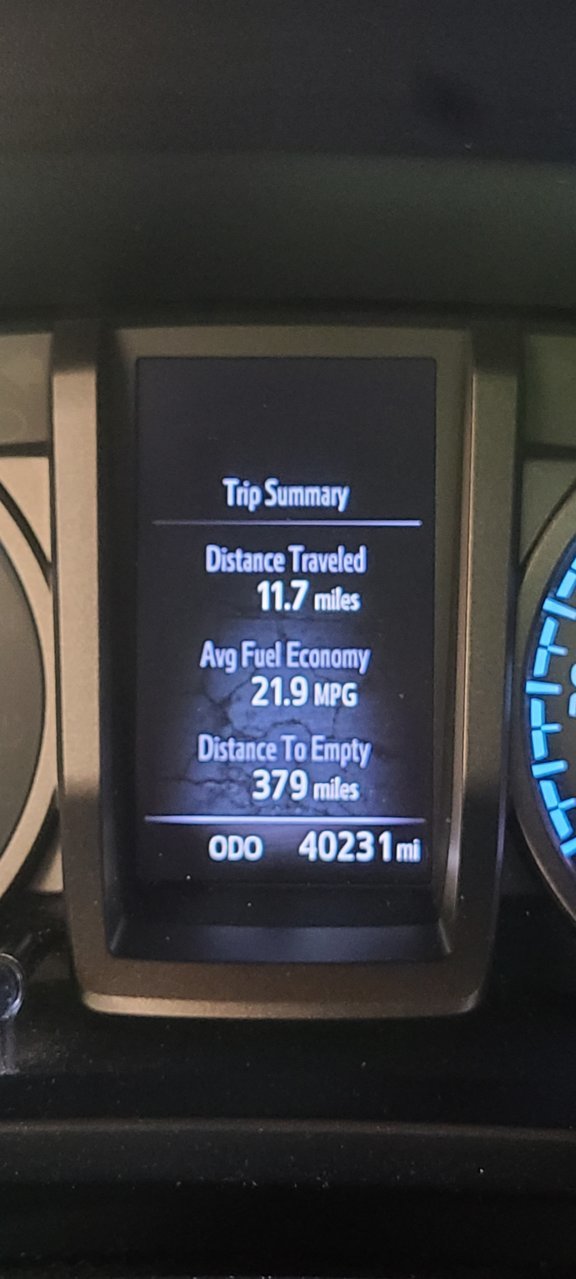 Trip Summary
Distance Traveled
11.7 miles
Avg Fuel Economy
21.9 MPG
Distance To Empty
379 miles
ODO 40231 mi